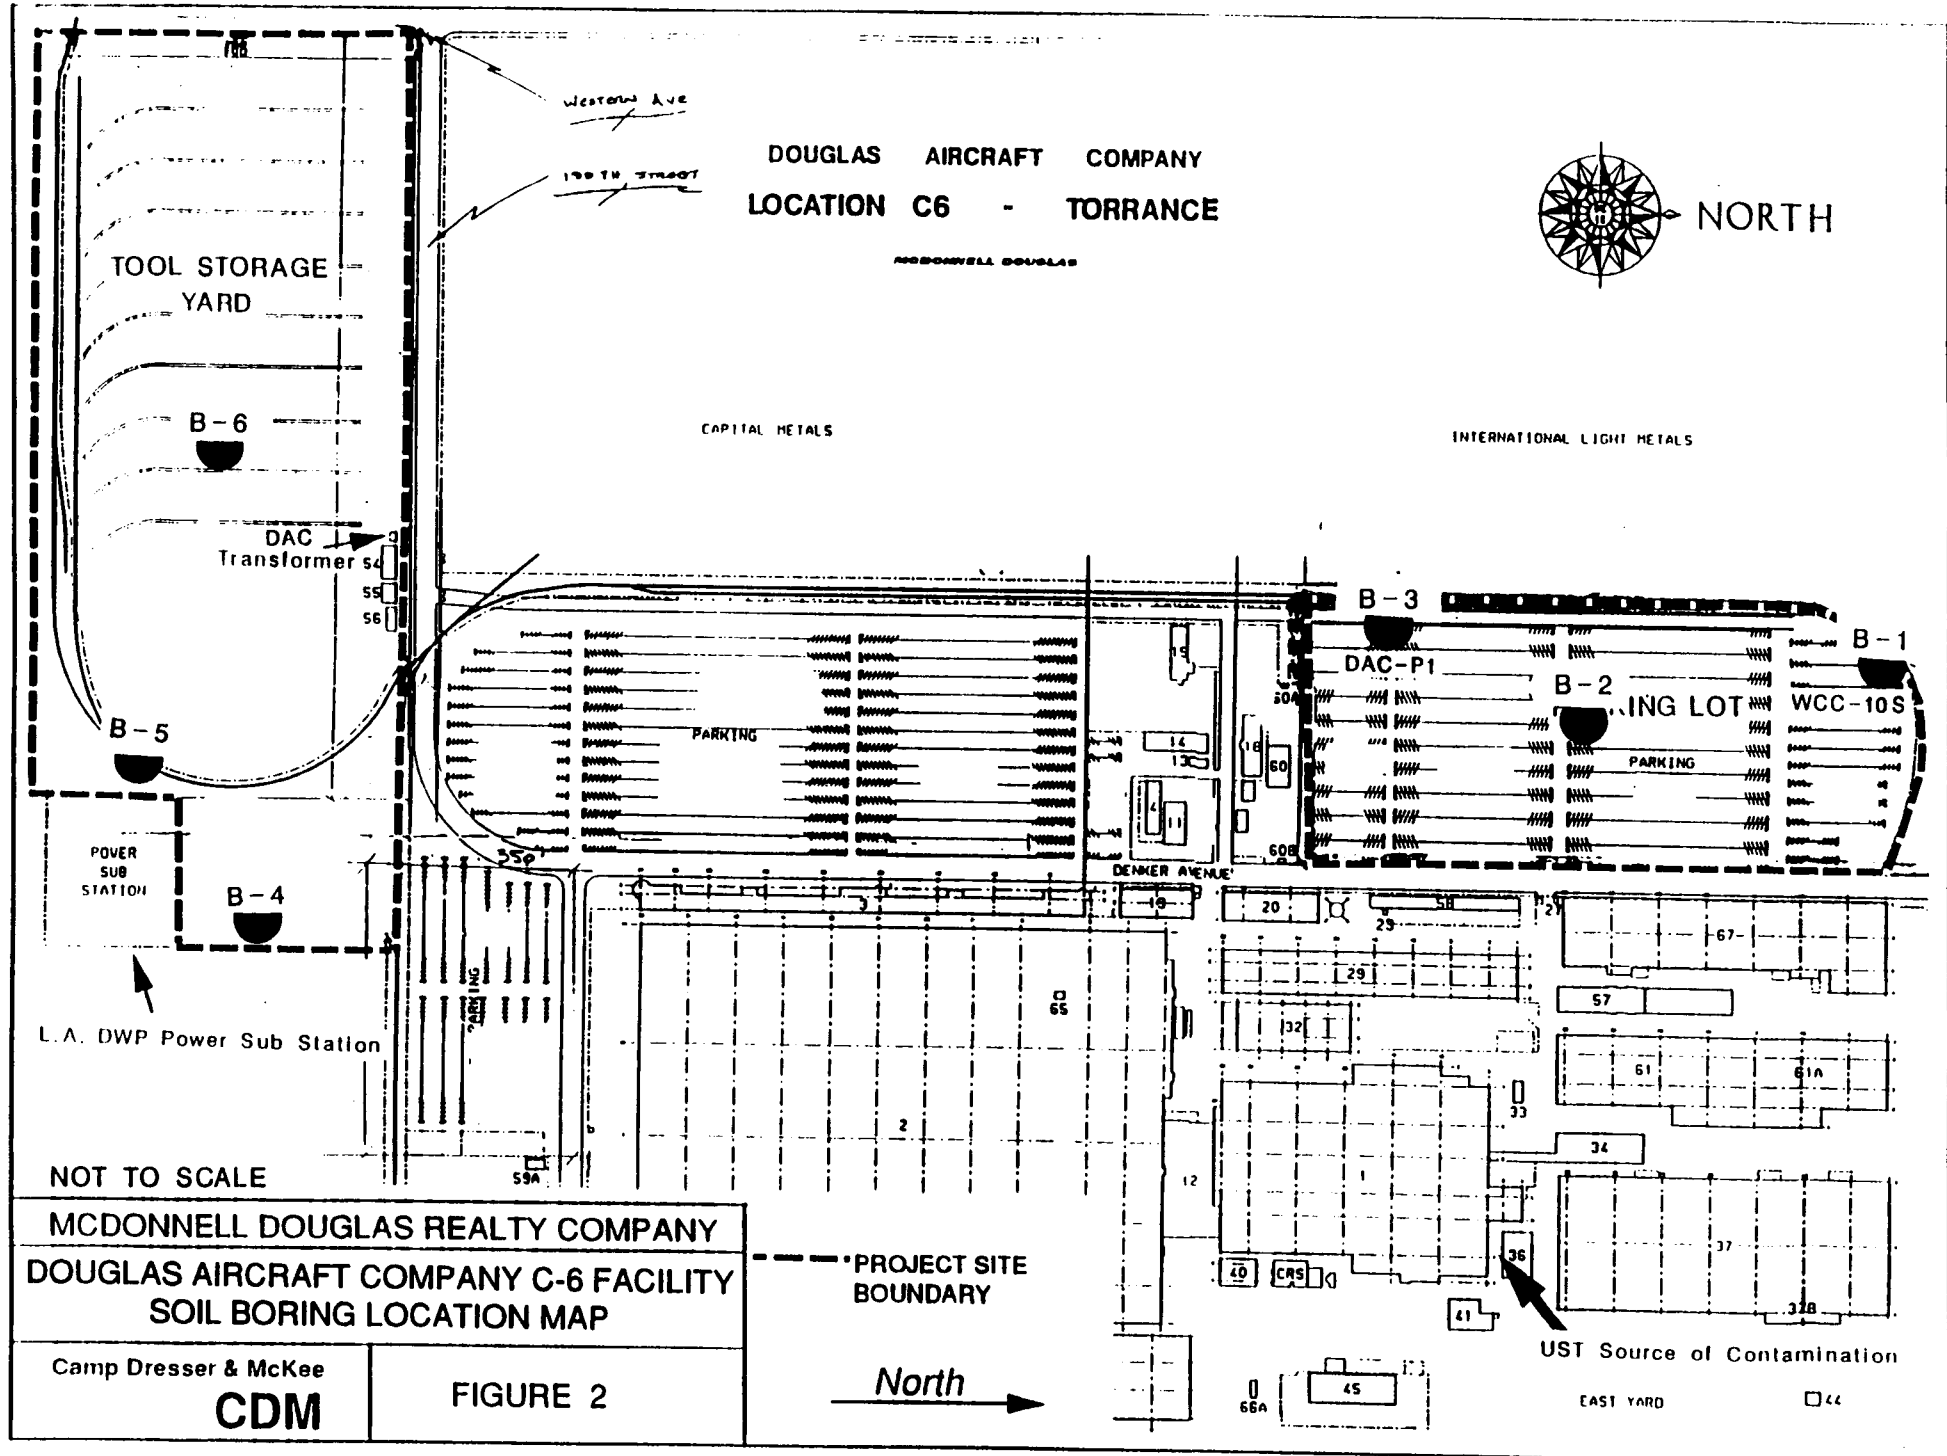 WESTERN AVE
190TH STREET
DOUGLAS AIRCRAFT COMPANY
LOCATION C6 - TORRANCE
MCDONNELL DOUGLAS
NORTH
TOOL STORAGE
YARD
B-6
CAPITAL METALS
INTERNATIONAL LIGHT METALS
DAC
Transformer
54
55
56
B-3
DAC-P1
B-1
WCC-10S
B-2
ING LOT
PARKING
PARKING
15
50A
14
13
18
60
4
11
60B
B-5
POWER
SUB
STATION
B-4
L.A. DWP Power Sub Station
350'
PARKING
DENKER AVENUE
3
19
20
58
29
27
67
29
57
65
32
61
61A
33
2
34
59A
12
1
37
36
40
CRS
41
37B
UST Source of Contamination
45
66A
EAST YARD
44
NOT TO SCALE
MCDONNELL DOUGLAS REALTY COMPANY
DOUGLAS AIRCRAFT COMPANY C-6 FACILITY
SOIL BORING LOCATION MAP
Camp Dresser & McKee
CDM
FIGURE 2
PROJECT SITE
BOUNDARY
North